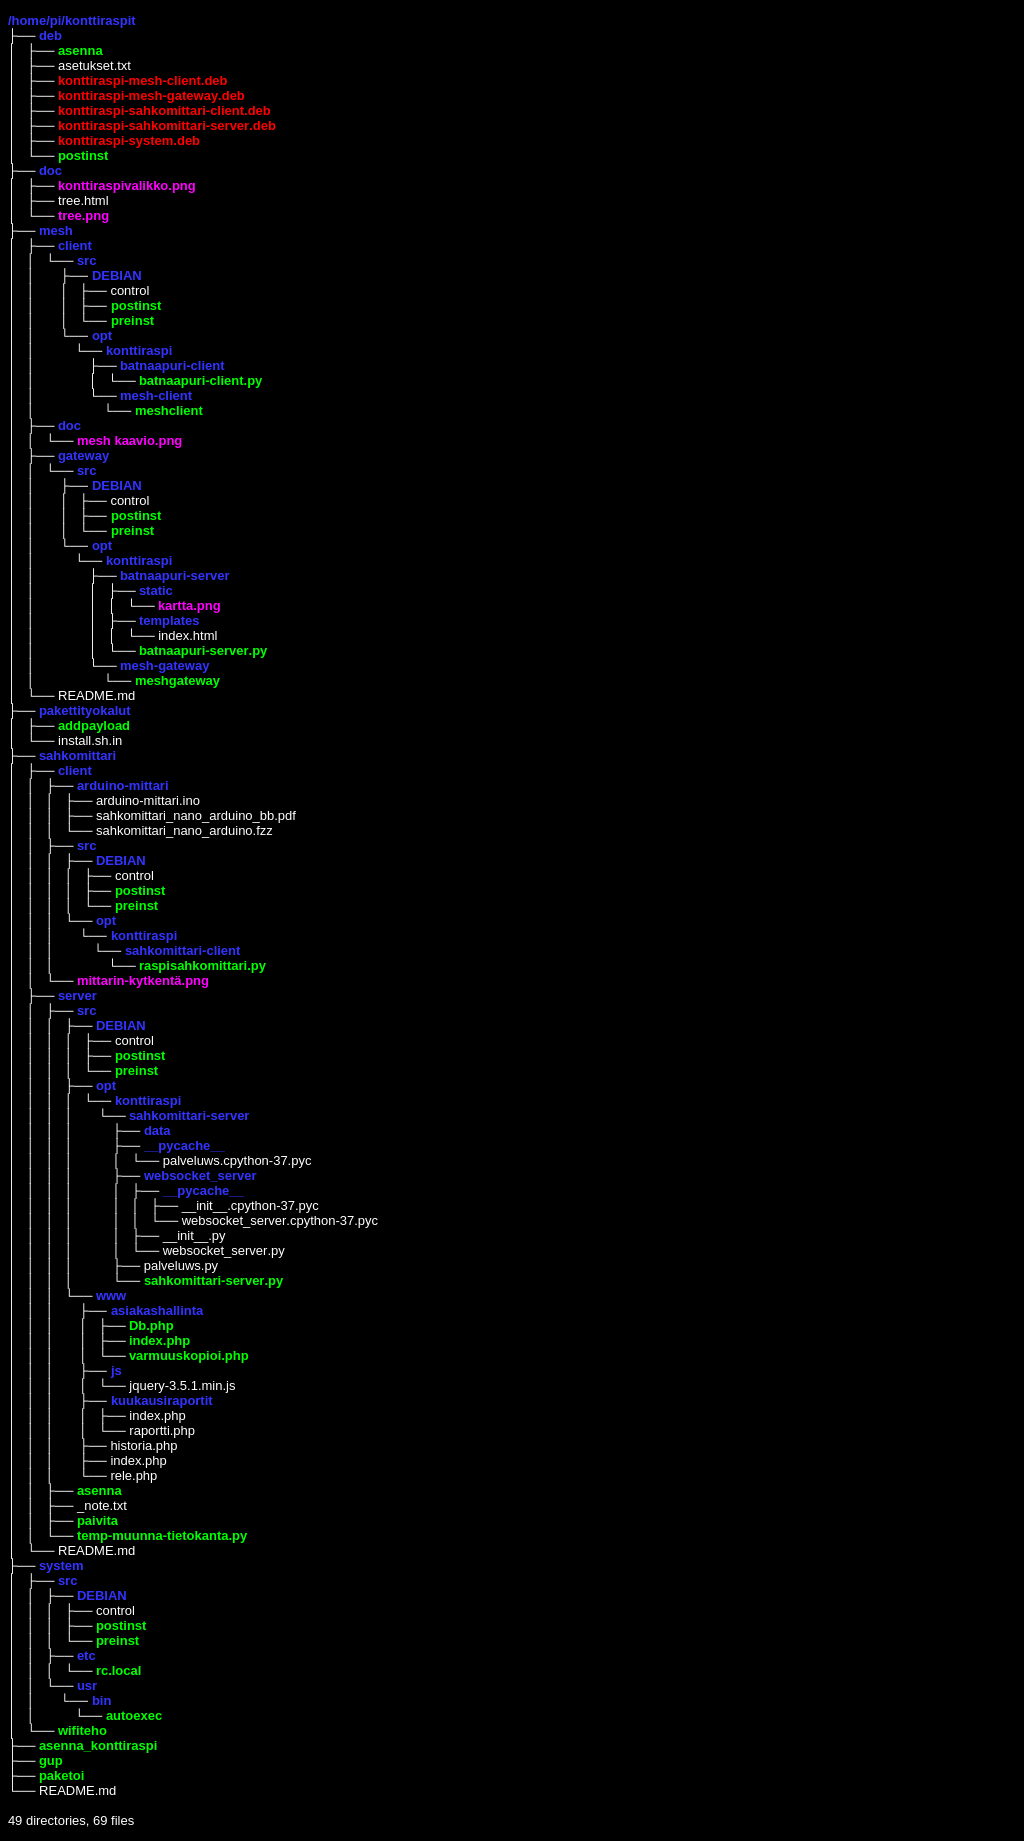 /home/pi/konttiraspit
├── deb
│   ├── asenna
│   ├── asetukset.txt
│   ├── konttiraspi-mesh-client.deb
│   ├── konttiraspi-mesh-gateway.deb
│   ├── konttiraspi-sahkomittari-client.deb
│   ├── konttiraspi-sahkomittari-server.deb
│   ├── konttiraspi-system.deb
│   └── postinst
├── doc
│   ├── konttiraspivalikko.png
│   ├── tree.html
│   └── tree.png
├── mesh
│   ├── client
│   │   └── src
│   │       ├── DEBIAN
│   │       │   ├── control
│   │       │   ├── postinst
│   │       │   └── preinst
│   │       └── opt
│   │           └── konttiraspi
│   │               ├── batnaapuri-client
│   │               │   └── batnaapuri-client.py
│   │               └── mesh-client
│   │                   └── meshclient
│   ├── doc
│   │   └── mesh kaavio.png
│   ├── gateway
│   │   └── src
│   │       ├── DEBIAN
│   │       │   ├── control
│   │       │   ├── postinst
│   │       │   └── preinst
│   │       └── opt
│   │           └── konttiraspi
│   │               ├── batnaapuri-server
│   │               │   ├── static
│   │               │   │   └── kartta.png
│   │               │   ├── templates
│   │               │   │   └── index.html
│   │               │   └── batnaapuri-server.py
│   │               └── mesh-gateway
│   │                   └── meshgateway
│   └── README.md
├── pakettityokalut
│   ├── addpayload
│   └── install.sh.in
├── sahkomittari
│   ├── client
│   │   ├── arduino-mittari
│   │   │   ├── arduino-mittari.ino
│   │   │   ├── sahkomittari_nano_arduino_bb.pdf
│   │   │   └── sahkomittari_nano_arduino.fzz
│   │   ├── src
│   │   │   ├── DEBIAN
│   │   │   │   ├── control
│   │   │   │   ├── postinst
│   │   │   │   └── preinst
│   │   │   └── opt
│   │   │       └── konttiraspi
│   │   │           └── sahkomittari-client
│   │   │               └── raspisahkomittari.py
│   │   └── mittarin-kytkentä.png
│   ├── server
│   │   ├── src
│   │   │   ├── DEBIAN
│   │   │   │   ├── control
│   │   │   │   ├── postinst
│   │   │   │   └── preinst
│   │   │   ├── opt
│   │   │   │   └── konttiraspi
│   │   │   │       └── sahkomittari-server
│   │   │   │           ├── data
│   │   │   │           ├── __pycache__
│   │   │   │           │   └── palveluws.cpython-37.pyc
│   │   │   │           ├── websocket_server
│   │   │   │           │   ├── __pycache__
│   │   │   │           │   │   ├── __init__.cpython-37.pyc
│   │   │   │           │   │   └── websocket_server.cpython-37.pyc
│   │   │   │           │   ├── __init__.py
│   │   │   │           │   └── websocket_server.py
│   │   │   │           ├── palveluws.py
│   │   │   │           └── sahkomittari-server.py
│   │   │   └── www
│   │   │       ├── asiakashallinta
│   │   │       │   ├── Db.php
│   │   │       │   ├── index.php
│   │   │       │   └── varmuuskopioi.php
│   │   │       ├── js
│   │   │       │   └── jquery-3.5.1.min.js
│   │   │       ├── kuukausiraportit
│   │   │       │   ├── index.php
│   │   │       │   └── raportti.php
│   │   │       ├── historia.php
│   │   │       ├── index.php
│   │   │       └── rele.php
│   │   ├── asenna
│   │   ├── _note.txt
│   │   ├── paivita
│   │   └── temp-muunna-tietokanta.py
│   └── README.md
├── system
│   ├── src
│   │   ├── DEBIAN
│   │   │   ├── control
│   │   │   ├── postinst
│   │   │   └── preinst
│   │   ├── etc
│   │   │   └── rc.local
│   │   └── usr
│   │       └── bin
│   │           └── autoexec
│   └── wifiteho
├── asenna_konttiraspi
├── gup
├── paketoi
└── README.md
49 directories, 69 files